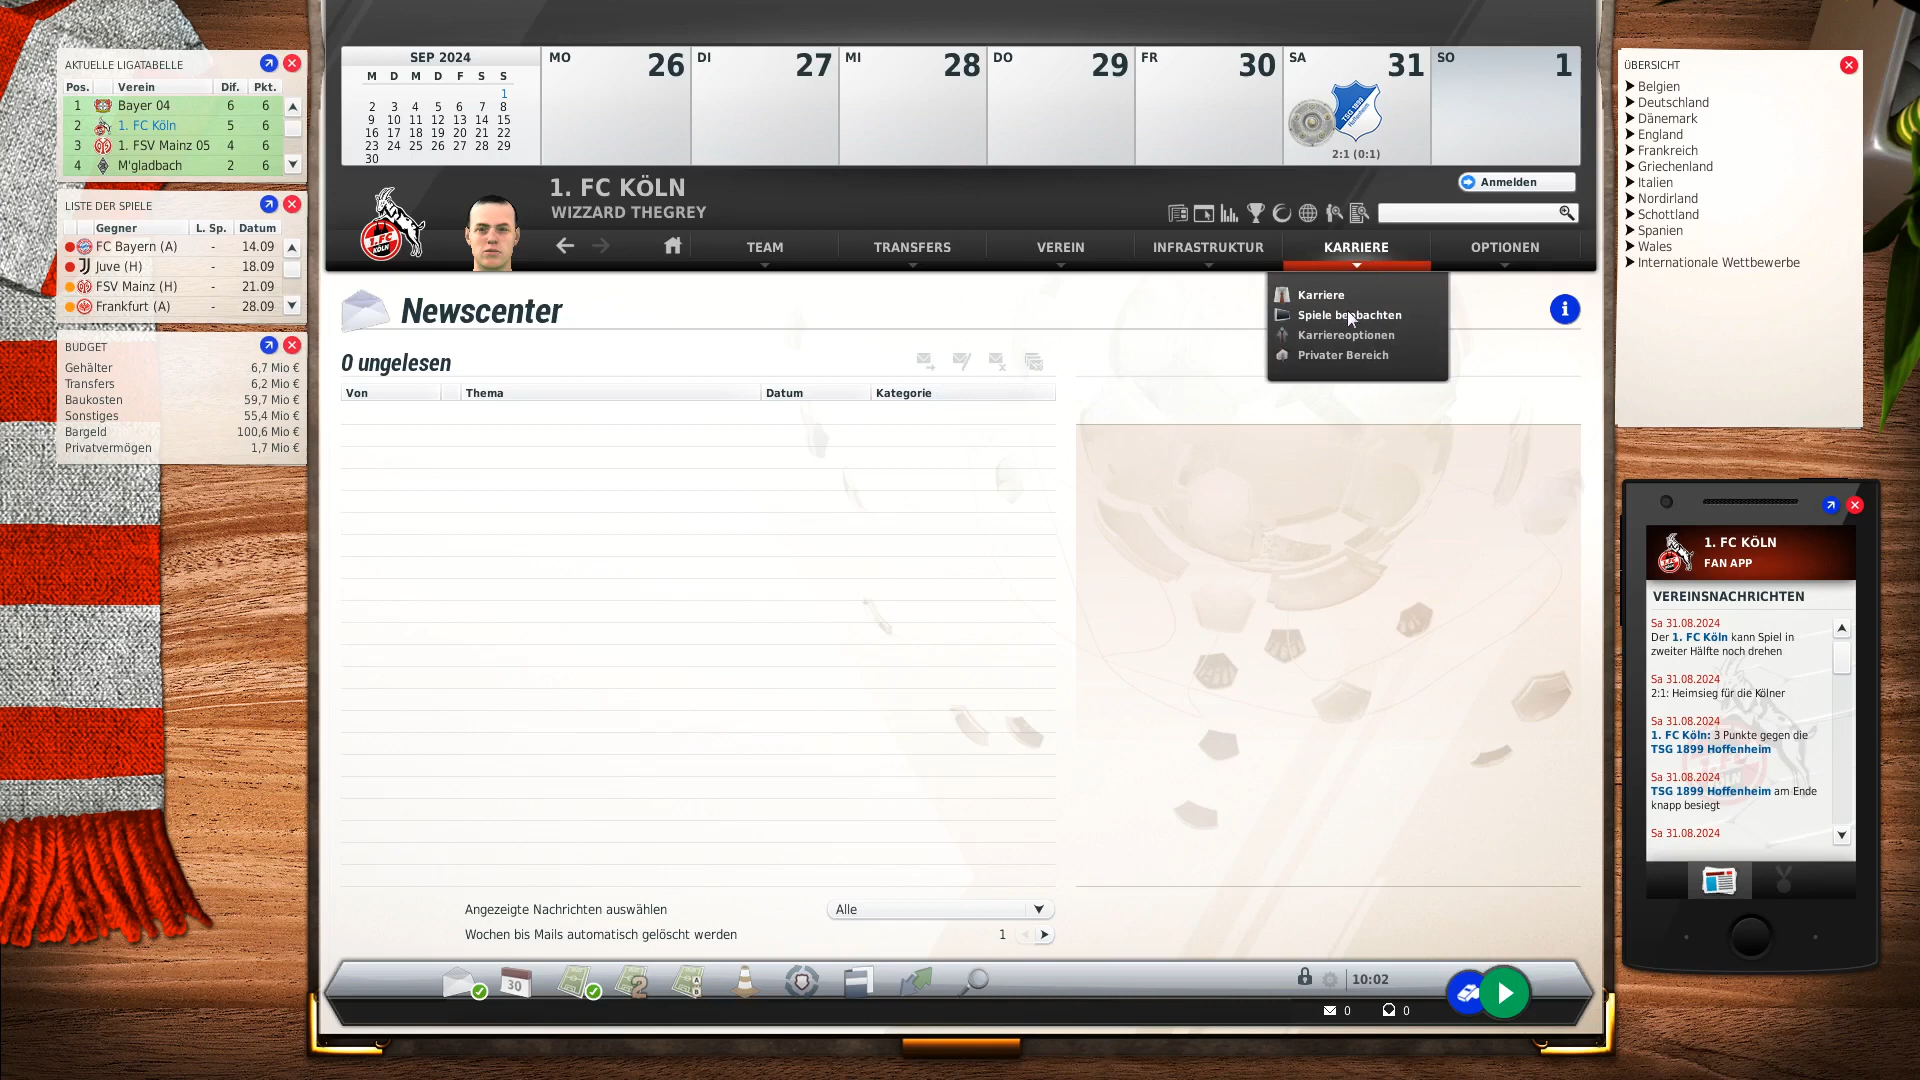 AKTUELLE LIGATABELLE
Pos. Verein Dif. Pkt.
1 Bayer 04 6 6
2 1. FC Köln 5 6
3 1. FSV Mainz 05 4 6
4 M'gladbach 2 6
LISTE DER SPIELE
Gegner L. Sp. Datum
FC Bayern (A) - 14.09
Juve (H) - 18.09
FSV Mainz (H) - 21.09
Frankfurt (A) - 28.09
BUDGET
Gehälter 6,7 Mio €
Transfers 6,2 Mio €
Baukosten 59,7 Mio €
Sonstiges 55,4 Mio €
Bargeld 100,6 Mio €
Privatvermögen 1,7 Mio €
SEP 2024
M D M D F S S
1
2 3 4 5 6 7 8
9 10 11 12 13 14 15
16 17 18 19 20 21 22
23 24 25 26 27 28 29
30
MO 26
DI 27
MI 28
DO 29
FR 30
SA 31
2:1 (0:1)
SO 1
1. FC KÖLN
WIZZARD THEGREY
Anmelden
TEAM
TRANSFERS
VEREIN
INFRASTRUKTUR
KARRIERE
OPTIONEN
Karriere
Spiele beobachten
Karriereoptionen
Privater Bereich
Newscenter
0 ungelesen
Von Thema Datum Kategorie
Angezeigte Nachrichten auswählen Alle
Wochen bis Mails automatisch gelöscht werden 1
30
2
10:02
0 0
ÜBERSICHT
Belgien
Deutschland
Dänemark
England
Frankreich
Griechenland
Italien
Nordirland
Schottland
Spanien
Wales
Internationale Wettbewerbe
1. FC KÖLN
FAN APP
VEREINSNACHRICHTEN
Sa 31.08.2024
Der 1. FC Köln kann Spiel in
zweiter Hälfte noch drehen
Sa 31.08.2024
2:1: Heimsieg für die Kölner
Sa 31.08.2024
1. FC Köln: 3 Punkte gegen die
TSG 1899 Hoffenheim
Sa 31.08.2024
TSG 1899 Hoffenheim am Ende
knapp besiegt
Sa 31.08.2024